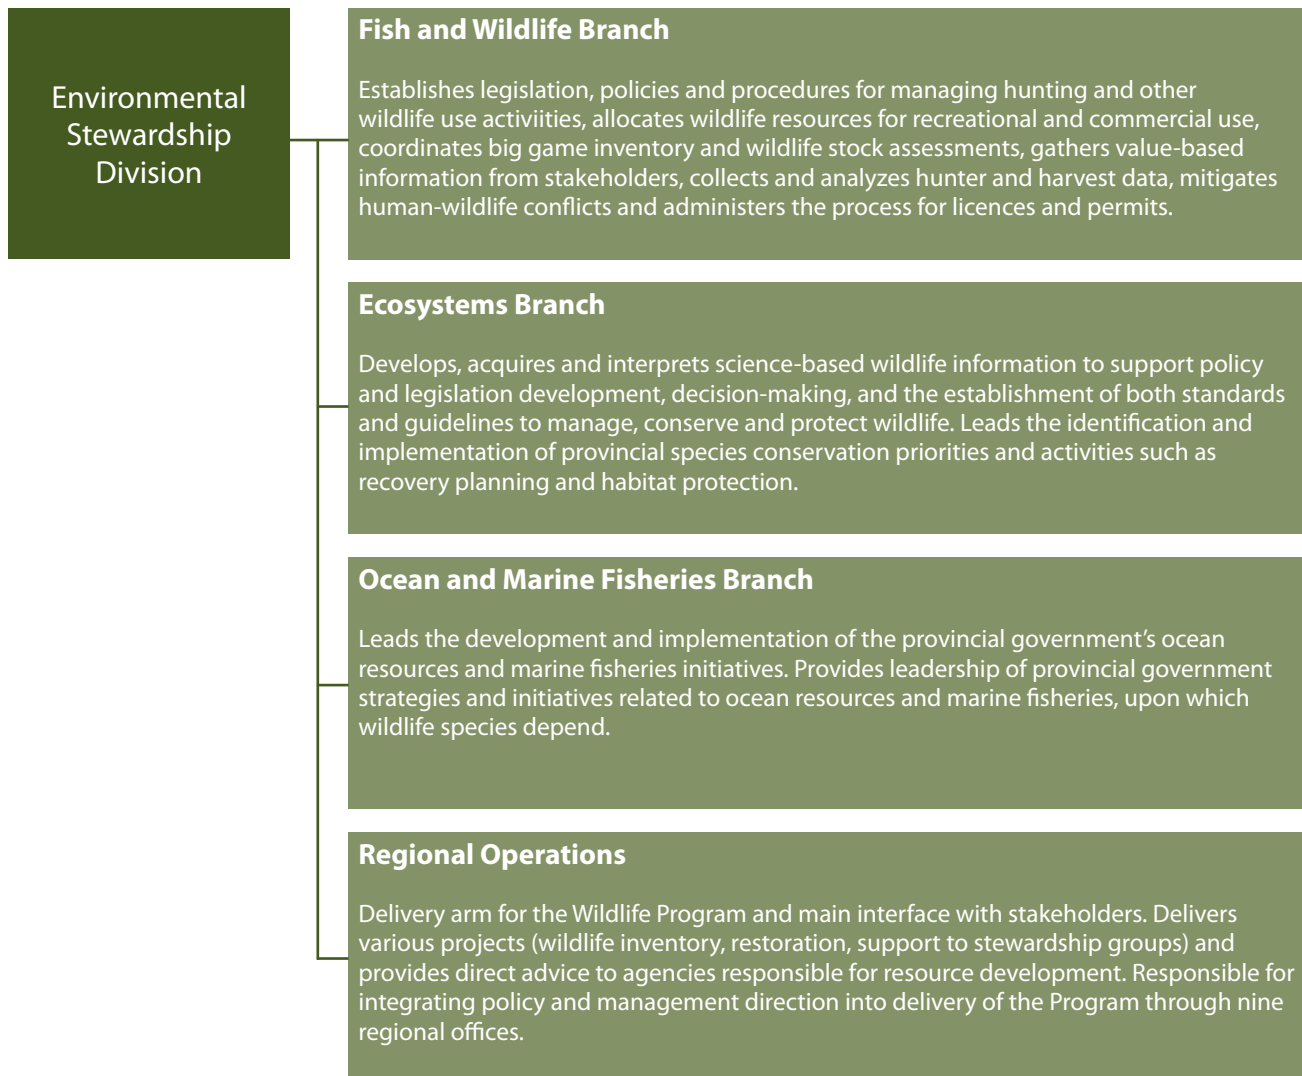 Environmental
Stewardship
Division
Fish and Wildlife Branch
Establishes legislation, policies and procedures for managing hunting and other
wildlife use activiities, allocates wildlife resources for recreational and commercial use,
coordinates big game inventory and wildlife stock assessments, gathers value-based
information from stakeholders, collects and analyzes hunter and harvest data, mitigates
human-wildlife conflicts and administers the process for licences and permits.
Ecosystems Branch
Develops, acquires and interprets science-based wildlife information to support policy
and legislation development, decision-making, and the establishment of both standards
and guidelines to manage, conserve and protect wildlife. Leads the identification and
implementation of provincial species conservation priorities and activities such as
recovery planning and habitat protection.
Ocean and Marine Fisheries Branch
Leads the development and implementation of the provincial government’s ocean
resources and marine fisheries initiatives. Provides leadership of provincial government
strategies and initiatives related to ocean resources and marine fisheries, upon which
wildlife species depend.
Regional Operations
Delivery arm for the Wildlife Program and main interface with stakeholders. Delivers
various projects (wildlife inventory, restoration, support to stewardship groups) and
provides direct advice to agencies responsible for resource development. Responsible for
integrating policy and management direction into delivery of the Program through nine
regional offices.